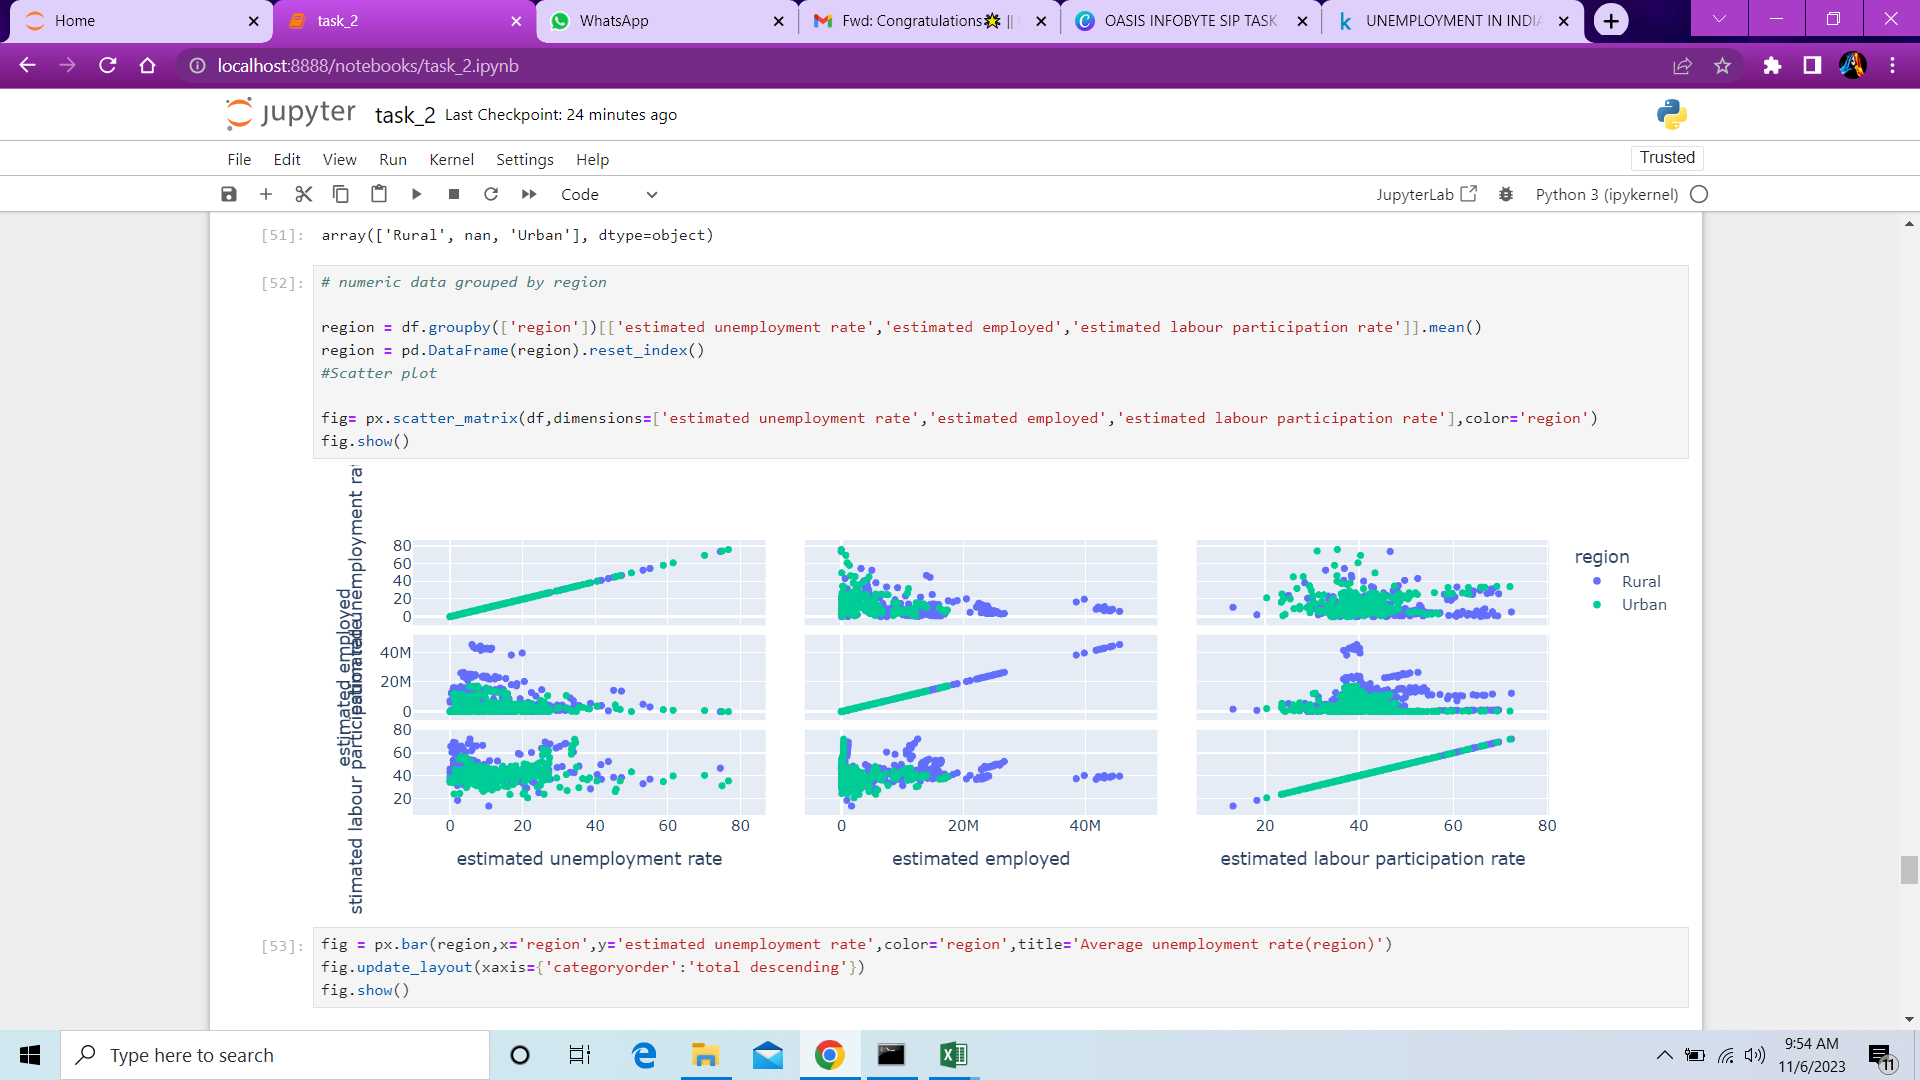 Home
task_2
WhatsApp
Fwd: Congratulations🌟 ||
OASIS INFOBYTE SIP TASK
UNEMPLOYMENT IN INDIA
localhost:8888/notebooks/task_2.ipynb
jupyter task_2 Last Checkpoint: 24 minutes ago
File Edit View Run Kernel Settings Help
Trusted
Code
JupyterLab
Python 3 (ipykernel)
[51]: array(['Rural', nan, 'Urban'], dtype=object)
[52]: # numeric data grouped by region
region = df.groupby(['region'])[['estimated unemployment rate','estimated employed','estimated labour participation rate']].mean()
region = pd.DataFrame(region).reset_index()
#Scatter plot
fig= px.scatter_matrix(df,dimensions=['estimated unemployment rate','estimated employed','estimated labour participation rate'],color='region')
fig.show()
estimated unemployment ra
estimated employed
stimated labour participation rate
80
60
40
20
0
40M
20M
0
80
60
40
20
0 20 40 60 80
0 20M 40M
20 40 60 80
estimated unemployment rate
estimated employed
estimated labour participation rate
region
Rural
Urban
[53]: fig = px.bar(region,x='region',y='estimated unemployment rate',color='region',title='Average unemployment rate(region)')
fig.update_layout(xaxis={'categoryorder':'total descending'})
fig.show()
Type here to search
9:54 AM
11/6/2023
11